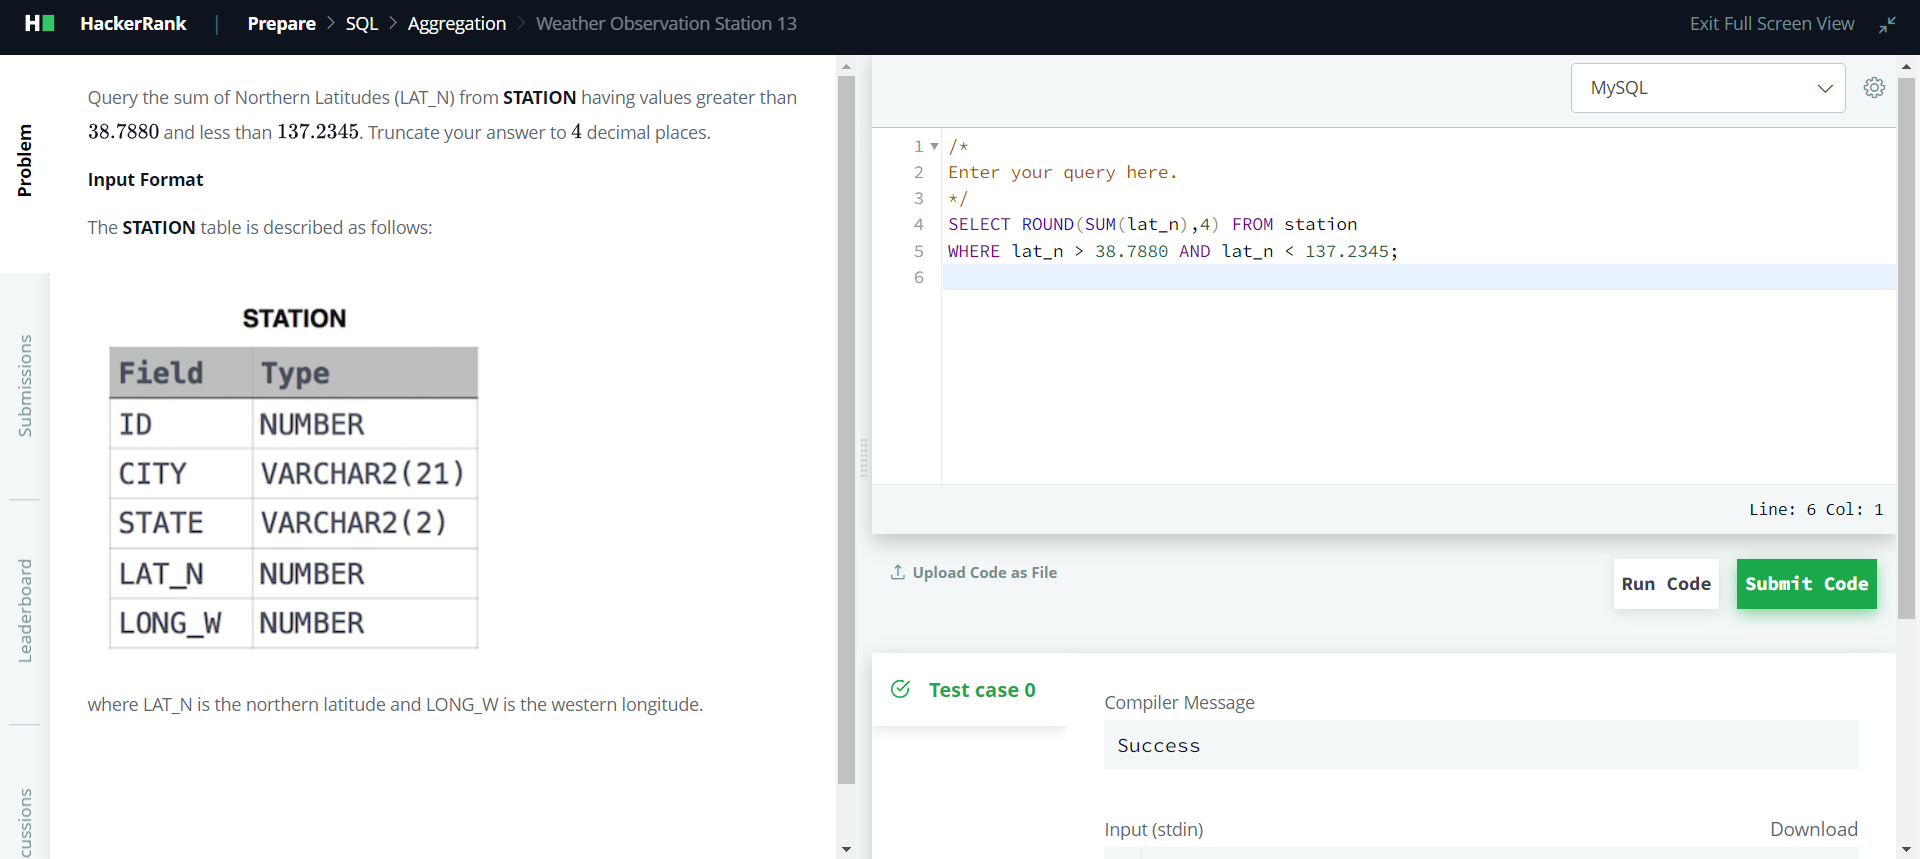 HackerRank | Prepare > SQL > Aggregation > Weather Observation Station 13
Exit Full Screen View
Problem
Submissions
Leaderboard
cussions
Query the sum of Northern Latitudes (LAT_N) from STATION having values greater than
38.7880 and less than 137.2345. Truncate your answer to 4 decimal places.
Input Format
The STATION table is described as follows:
STATION
Field Type
ID NUMBER
CITY VARCHAR2(21)
STATE VARCHAR2(2)
LAT_N NUMBER
LONG_W NUMBER
where LAT_N is the northern latitude and LONG_W is the western longitude.
MySQL
1 /*
2 Enter your query here.
3 */
4 SELECT ROUND(SUM(lat_n),4) FROM station
5 WHERE lat_n > 38.7880 AND lat_n < 137.2345;
6
Line: 6 Col: 1
Upload Code as File
Run Code
Submit Code
Test case 0
Compiler Message
Success
Input (stdin)
Download